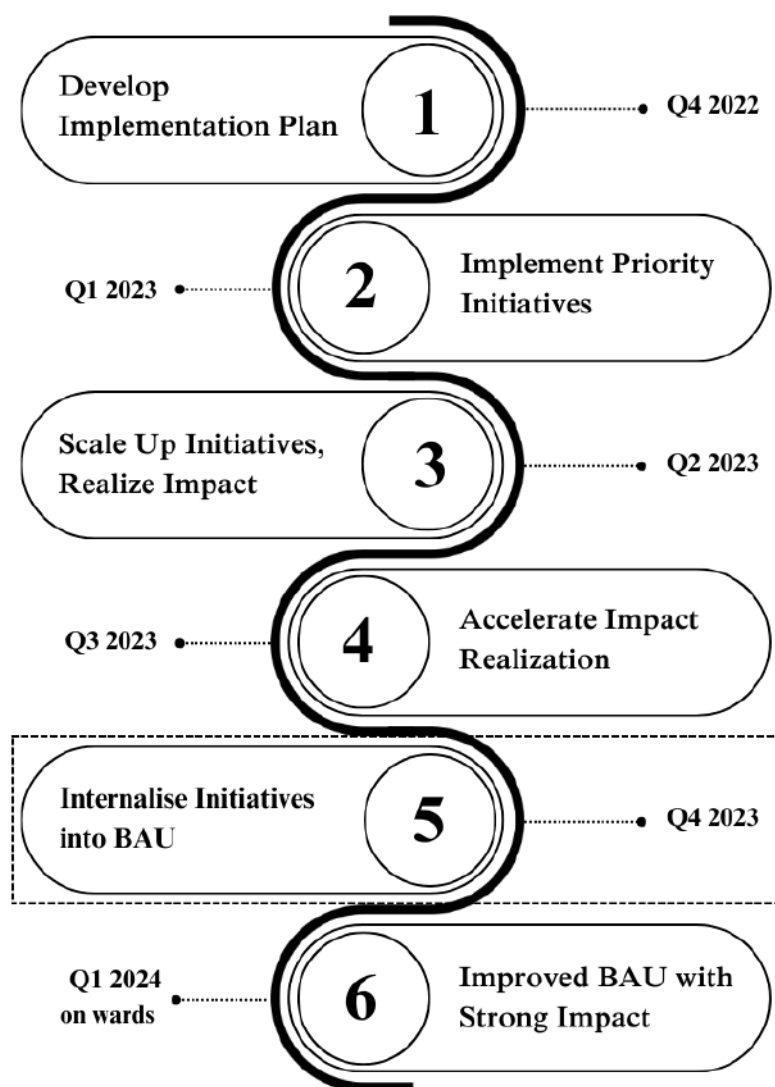 Develop
Implementation Plan
1
Q4 2022
Q1 2023
2
Implement Priority
Initiatives
Scale Up Initiatives,
Realize Impact
3
Q2 2023
Q3 2023
4
Accelerate Impact
Realization
Internalise Initiatives
into BAU
5
Q4 2023
Q1 2024
on wards
6
Improved BAU with
Strong Impact